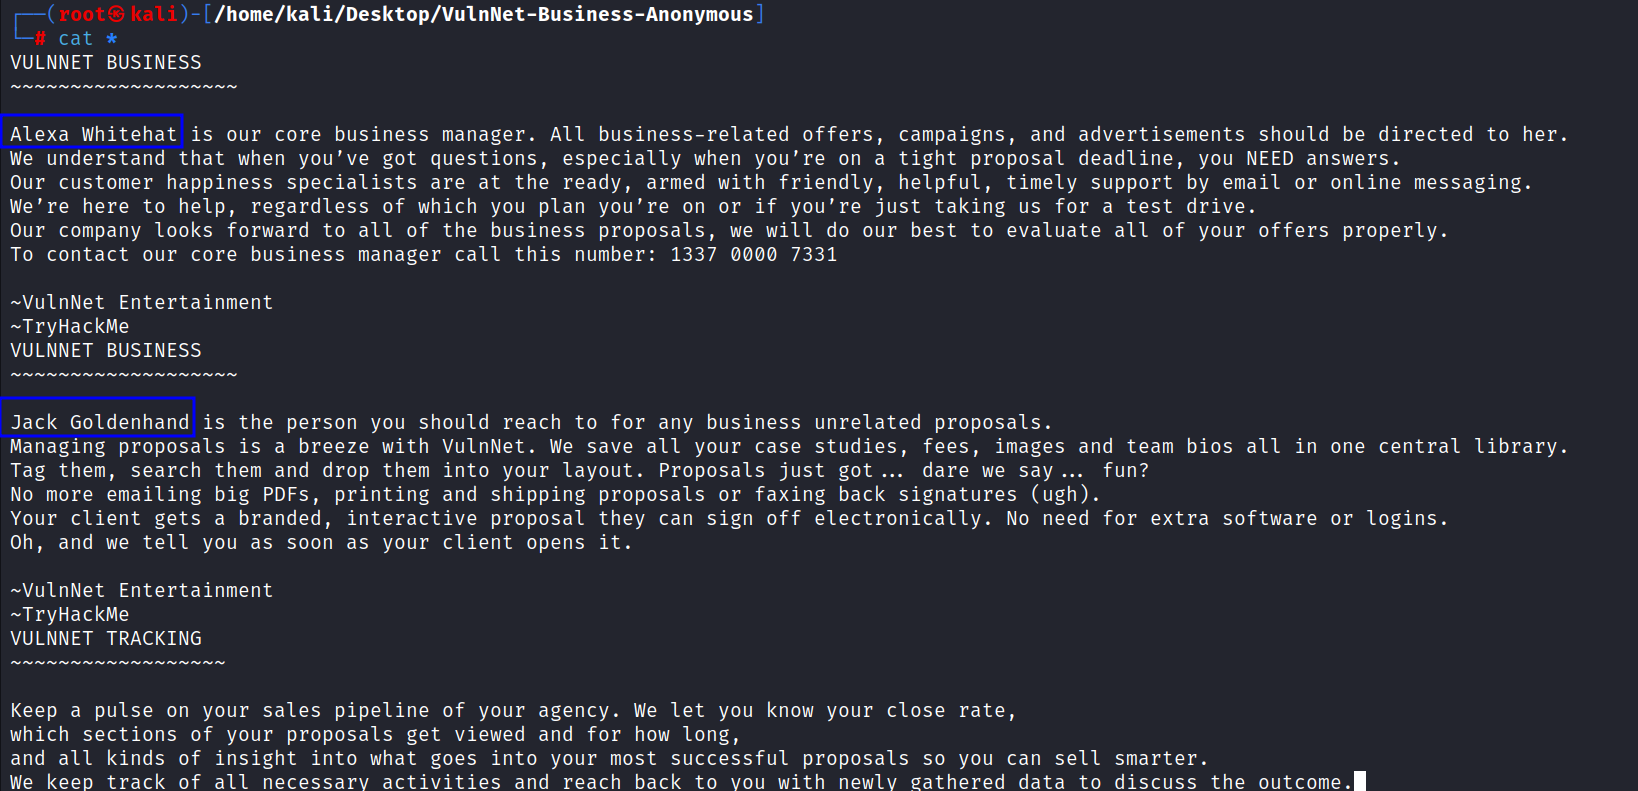 ┌──(root㉿kali)-[/home/kali/Desktop/VulnNet-Business-Anonymous]
└─# cat *
VULNNET BUSINESS
~~~~~~~~~~~~~~~~~~~
Alexa Whitehat is our core business manager. All business-related offers, campaigns, and advertisements should be directed to her.
We understand that when you’ve got questions, especially when you’re on a tight proposal deadline, you NEED answers.
Our customer happiness specialists are at the ready, armed with friendly, helpful, timely support by email or online messaging.
We’re here to help, regardless of which you plan you’re on or if you’re just taking us for a test drive.
Our company looks forward to all of the business proposals, we will do our best to evaluate all of your offers properly.
To contact our core business manager call this number: 1337 0000 7331
~VulnNet Entertainment
~TryHackMe
VULNNET BUSINESS
~~~~~~~~~~~~~~~~~~~
Jack Goldenhand is the person you should reach to for any business unrelated proposals.
Managing proposals is a breeze with VulnNet. We save all your case studies, fees, images and team bios all in one central library.
Tag them, search them and drop them into your layout. Proposals just got... dare we say... fun?
No more emailing big PDFs, printing and shipping proposals or faxing back signatures (ugh).
Your client gets a branded, interactive proposal they can sign off electronically. No need for extra software or logins.
Oh, and we tell you as soon as your client opens it.
~VulnNet Entertainment
~TryHackMe
VULNNET TRACKING
~~~~~~~~~~~~~~~~~~
Keep a pulse on your sales pipeline of your agency. We let you know your close rate,
which sections of your proposals get viewed and for how long,
and all kinds of insight into what goes into your most successful proposals so you can sell smarter.
We keep track of all necessary activities and reach back to you with newly gathered data to discuss the outcome.